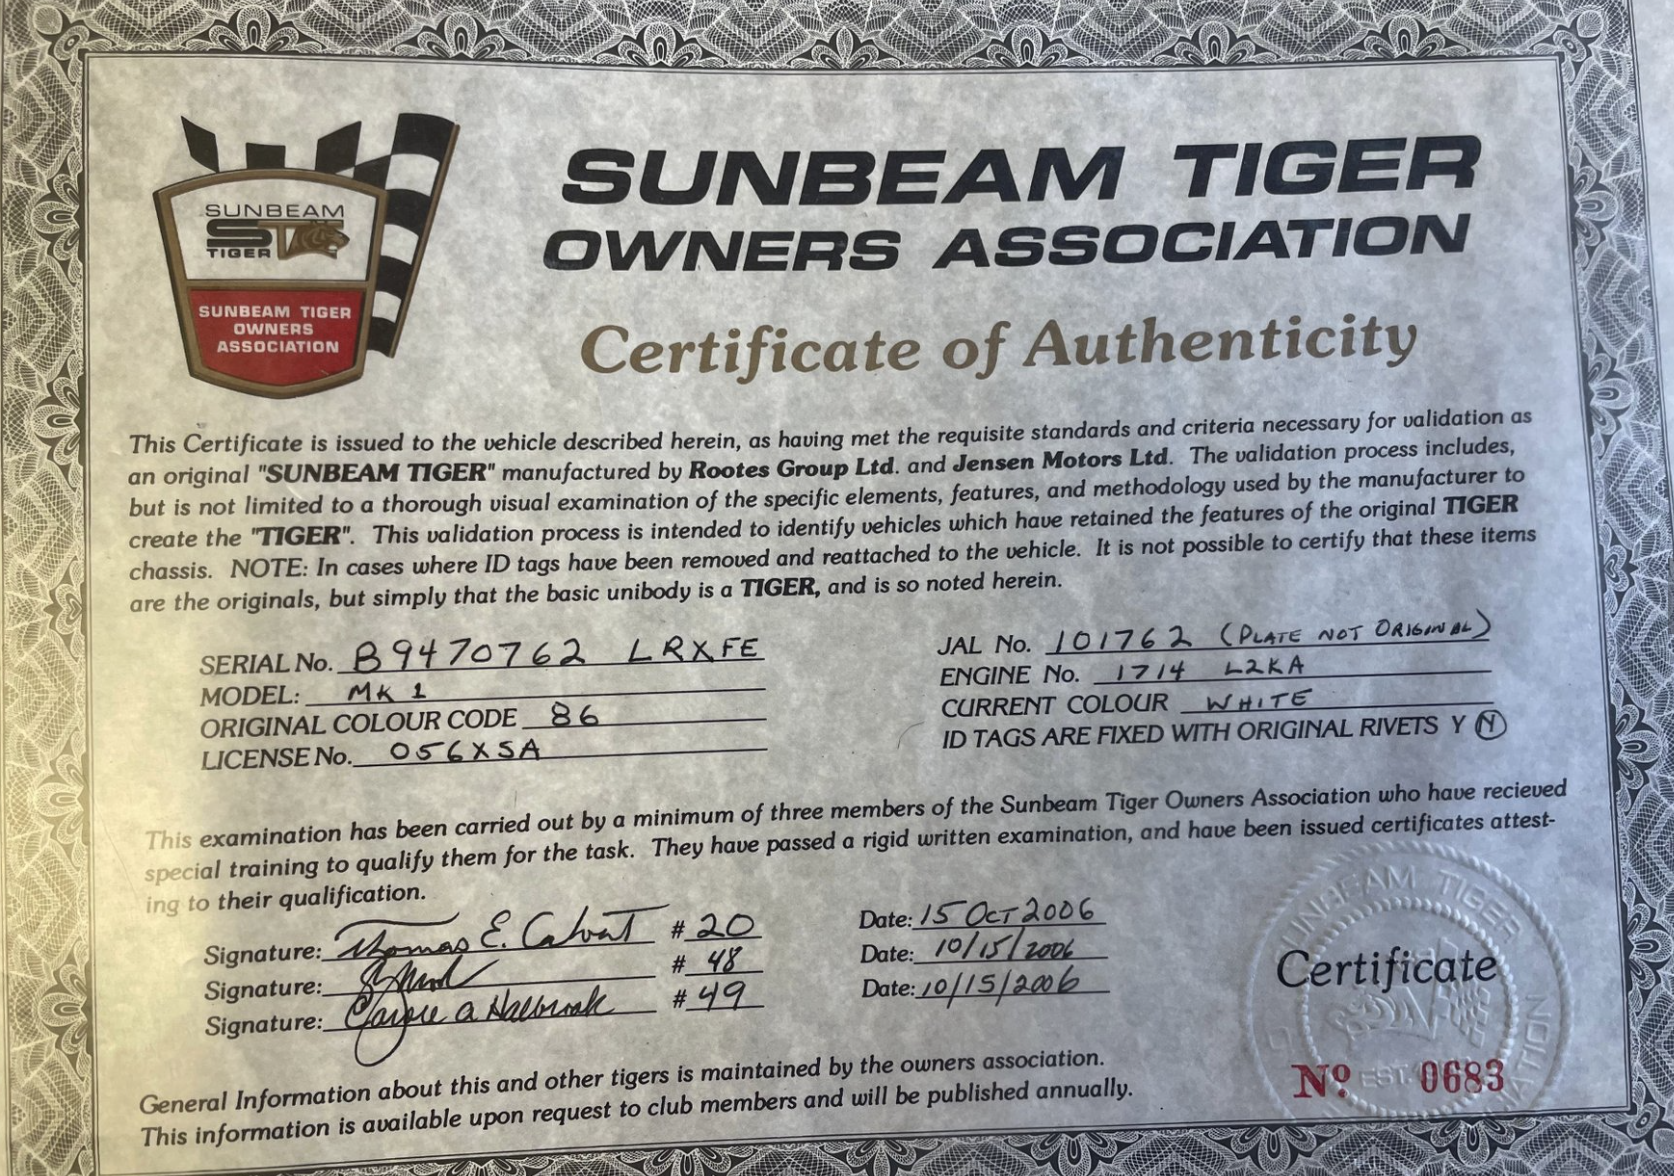 SUNBEAM
ST
TIGER
SUNBEAM TIGER
OWNERS
ASSOCIATION
SUNBEAM TIGER
OWNERS ASSOCIATION
Certificate of Authenticity
This Certificate is issued to the vehicle described herein, as having met the requisite standards and criteria necessary for validation as
an original "SUNBEAM TIGER" manufactured by Rootes Group Ltd. and Jensen Motors Ltd. The validation process includes,
but is not limited to a thorough visual examination of the specific elements, features, and methodology used by the manufacturer to
create the "TIGER". This validation process is intended to identify vehicles which have retained the features of the original TIGER
chassis. NOTE: In cases where ID tags have been removed and reattached to the vehicle. It is not possible to certify that these items
are the originals, but simply that the basic unibody is a TIGER, and is so noted herein.
SERIAL No. B9470762 LRXFE
MODEL: MK 1
ORIGINAL COLOUR CODE 86
LICENSE No. 056XSA
JAL No. 101762 (PLATE NOT ORIGINAL)
ENGINE No. 1714 L2KA
CURRENT COLOUR WHITE
ID TAGS ARE FIXED WITH ORIGINAL RIVETS Y N
This examination has been carried out by a minimum of three members of the Sunbeam Tiger Owners Association who have recieved
special training to qualify them for the task. They have passed a rigid written examination, and have been issued certificates attest-
ing to their qualification.
Signature: Thomas E. Calvert # 20 Date: 15 OCT 2006
Signature: # 48 Date: 10/15/2006
Signature: # 49 Date: 10/15/2006
SUNBEAM TIGER
EST.
Certificate
Nº 0683
General Information about this and other tigers is maintained by the owners association.
This information is available upon request to club members and will be published annually.